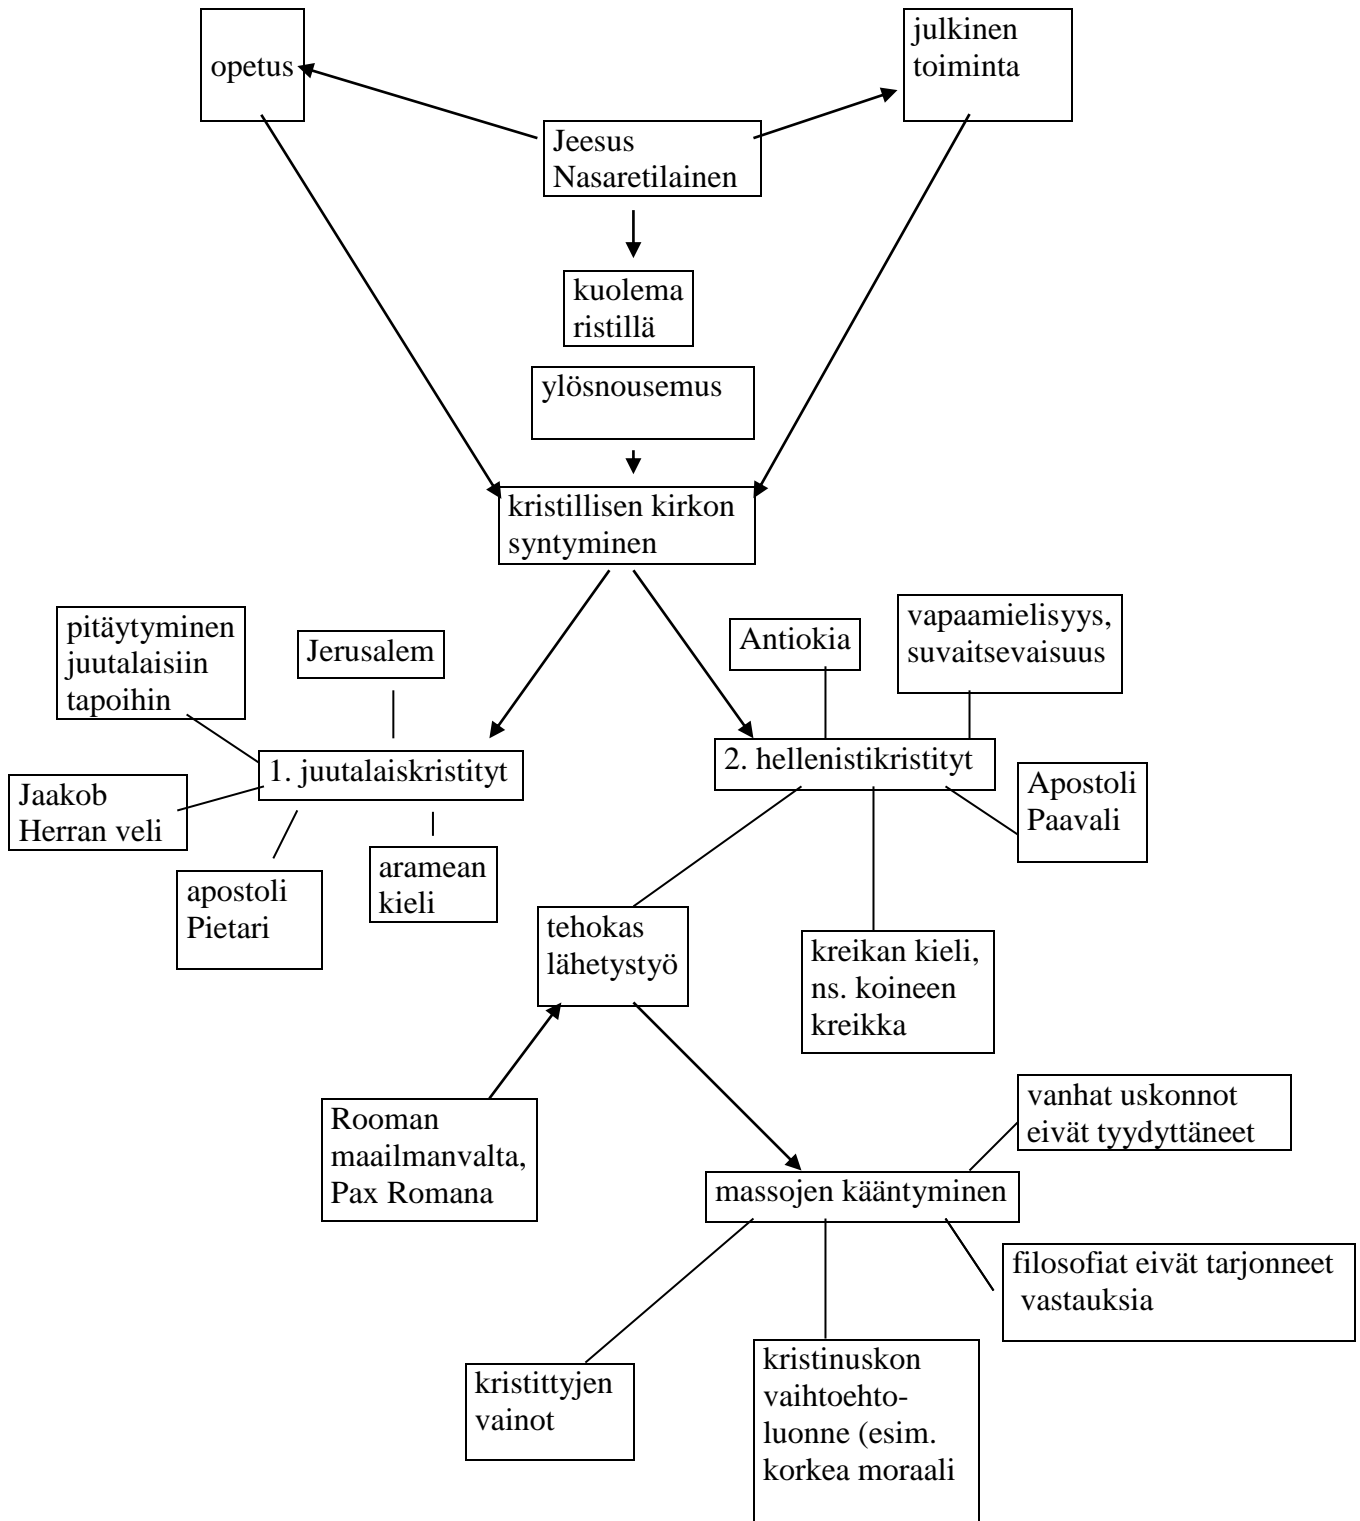 opetus
julkinen
toiminta
Jeesus
Nasaretilainen
kuolema
ristillä
ylösnousemus
kristillisen kirkon
syntyminen
pitäytyminen
juutalaisiin
tapoihin
Jerusalem
Antiokia
vapaamielisyys,
suvaitsevaisuus
1. juutalaiskristityt
2. hellenistikristityt
Jaakob
Herran veli
apostoli
Pietari
aramean
kieli
Apostoli
Paavali
tehokas
lähetystyö
kreikan kieli,
ns. koineen
kreikka
Rooman
maailmanvalta,
Pax Romana
vanhat uskonnot
eivät tyydyttäneet
massojen kääntyminen
filosofiat eivät tarjonneet
vastauksia
kristittyjen
vainot
kristinuskon
vaihtoehto-
luonne (esim.
korkea moraali